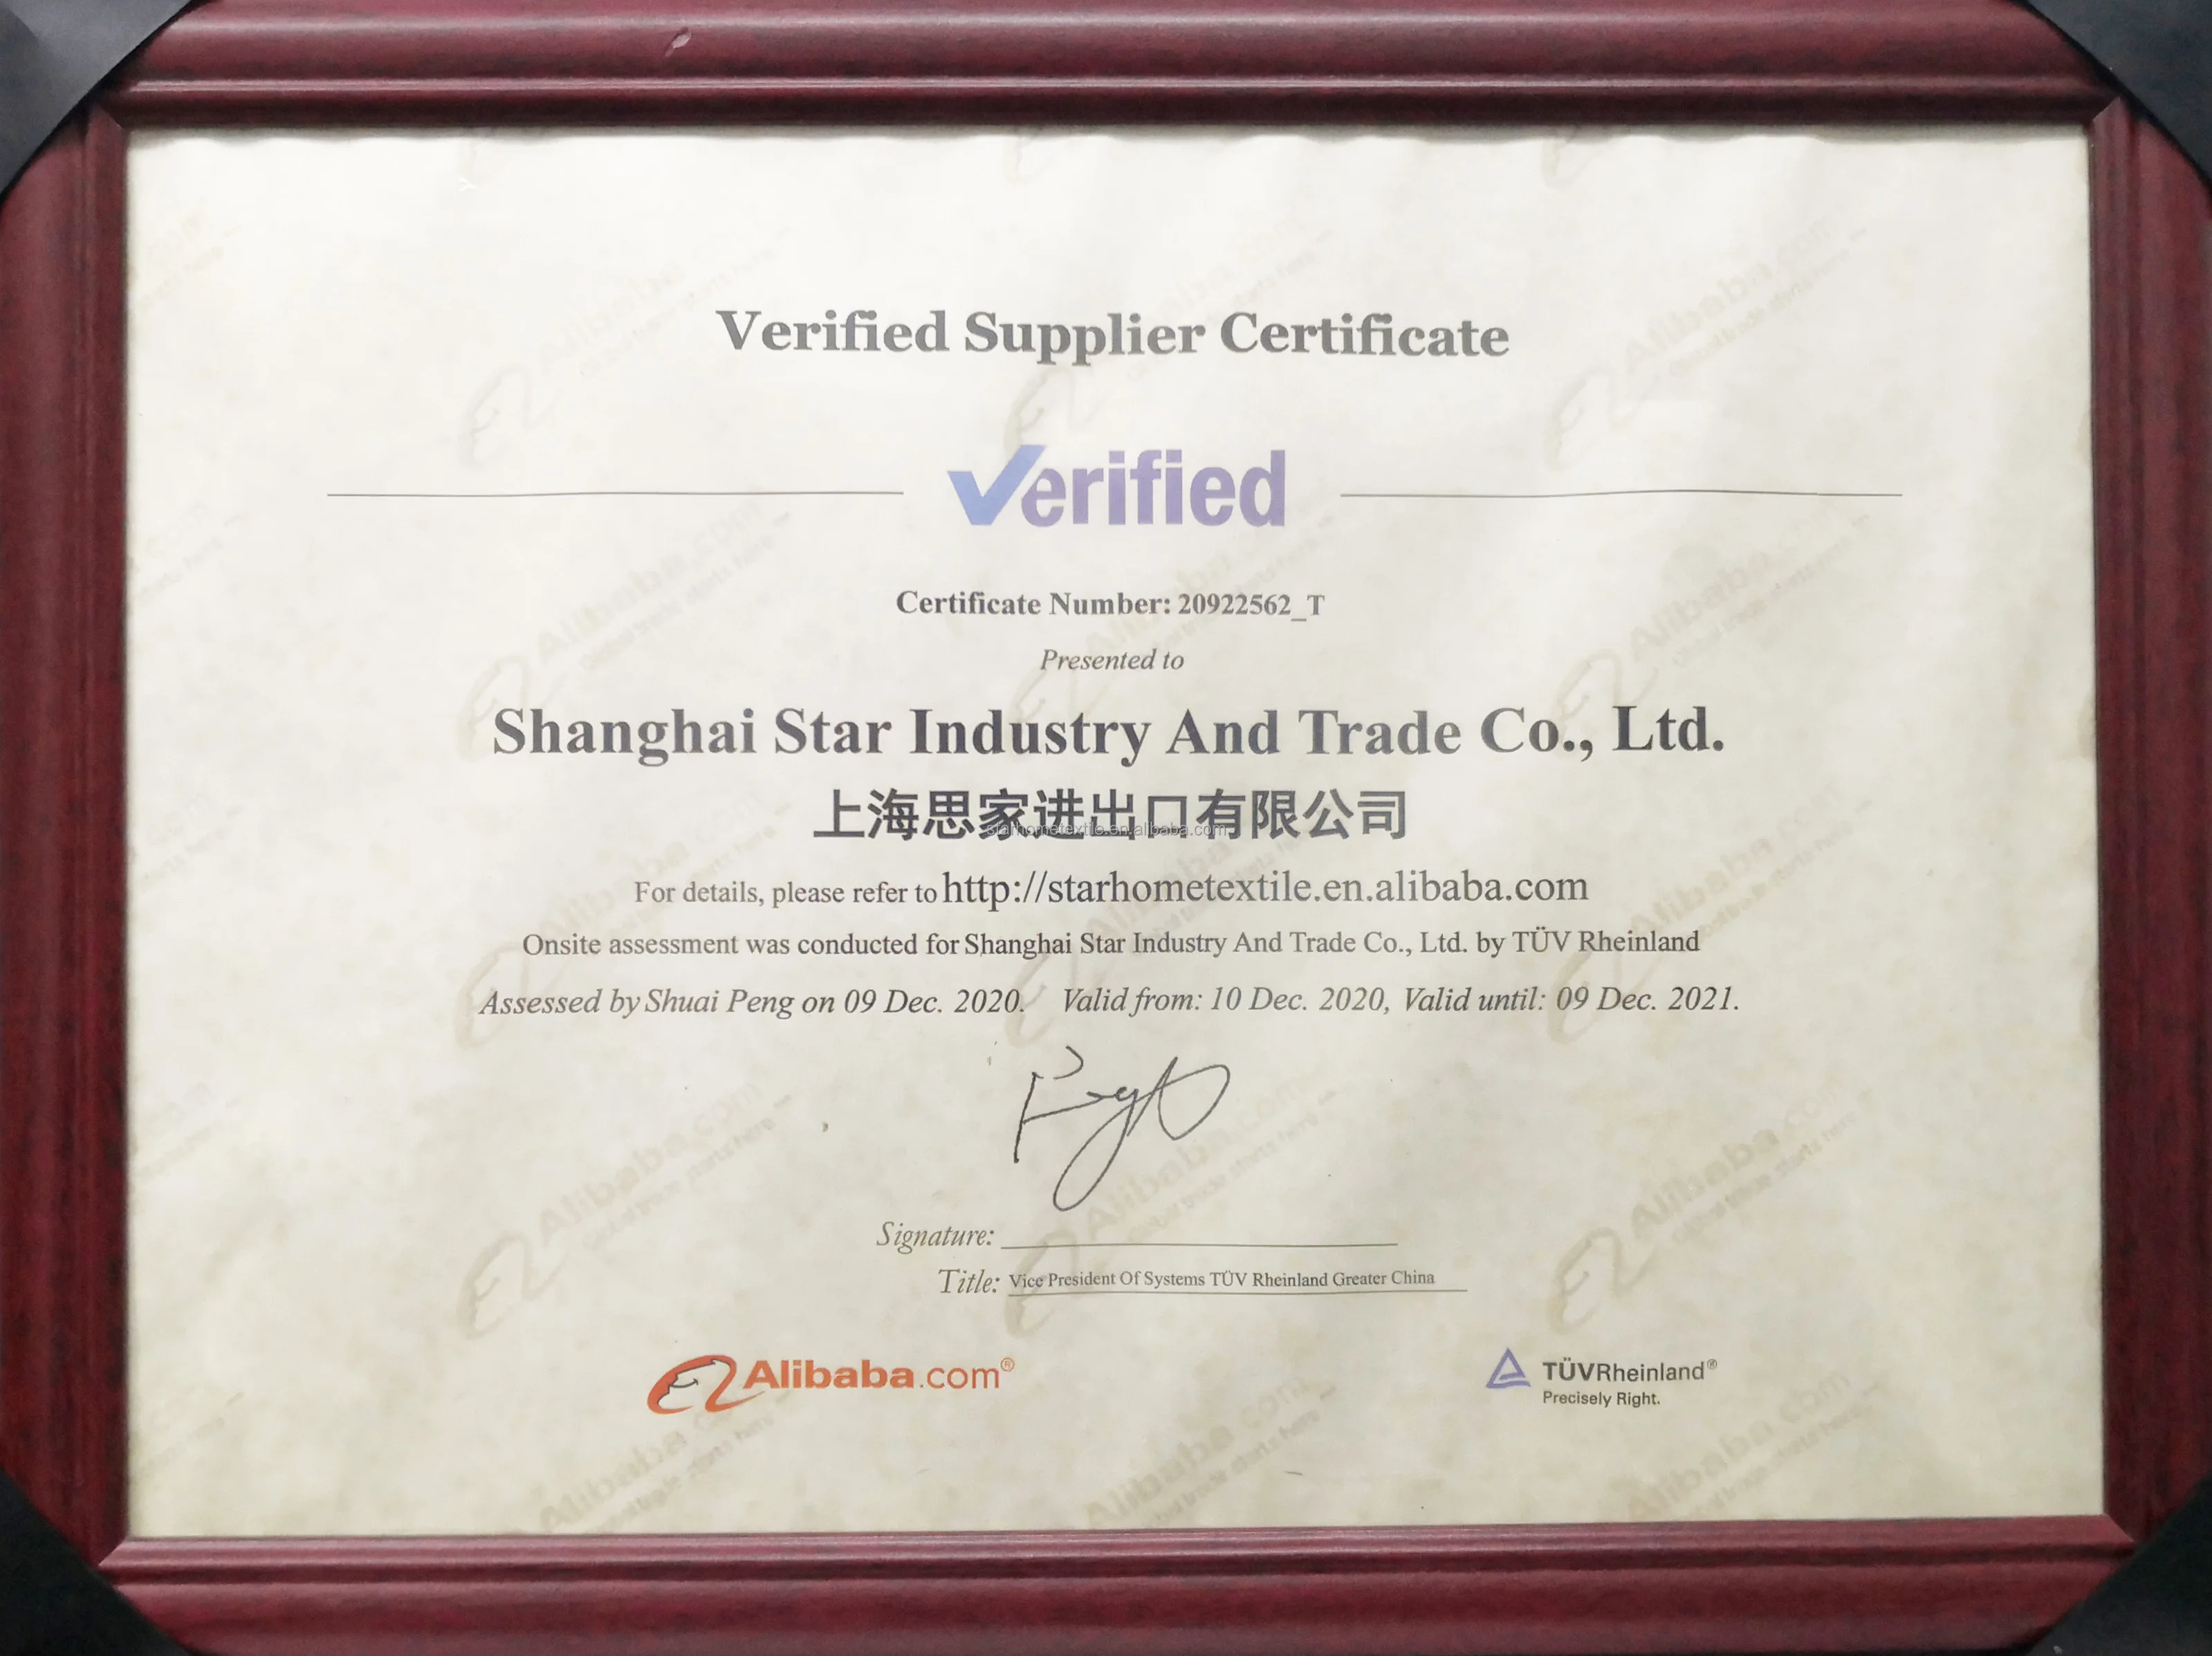 Verified Supplier Certificate
Verified
Certificate Number: 20922562_T
Presented to
Shanghai Star Industry And Trade Co., Ltd.
上海思家进出口有限公司
starhometextile.en.alibaba.com
For details, please refer to http://starhometextile.en.alibaba.com
Onsite assessment was conducted for Shanghai Star Industry And Trade Co., Ltd. by TÜV Rheinland
Assessed by Shuai Peng on 09 Dec. 2020. Valid from: 10 Dec. 2020, Valid until: 09 Dec. 2021.
Signature:
Title: Vice President Of Systems TÜV Rheinland Greater China
Alibaba.com®
TÜVRheinland®
Precisely Right.